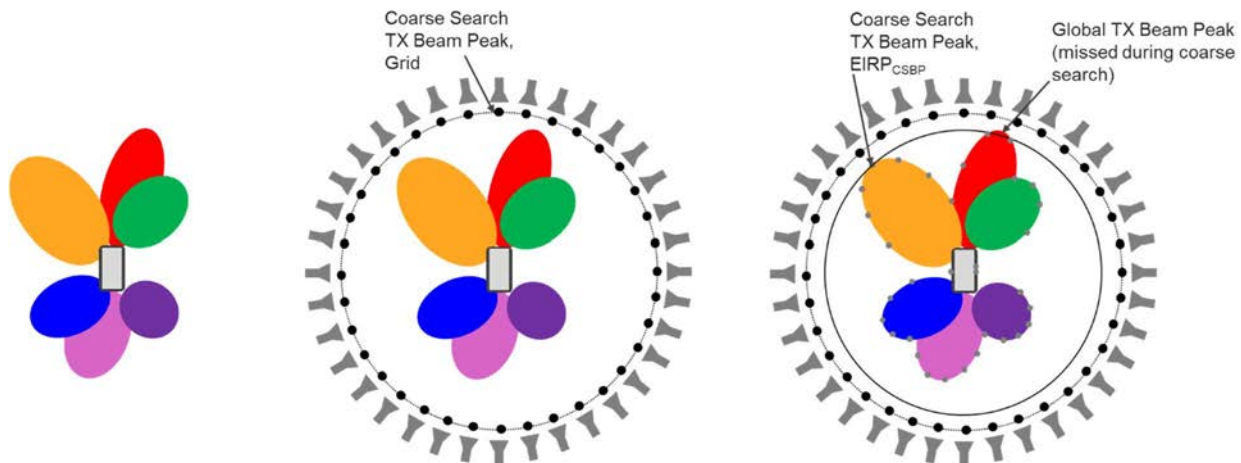 Coarse Search
TX Beam Peak,
Grid
Coarse Search
TX Beam Peak,
EIRPCSBP
Global TX Beam Peak
(missed during coarse
search)